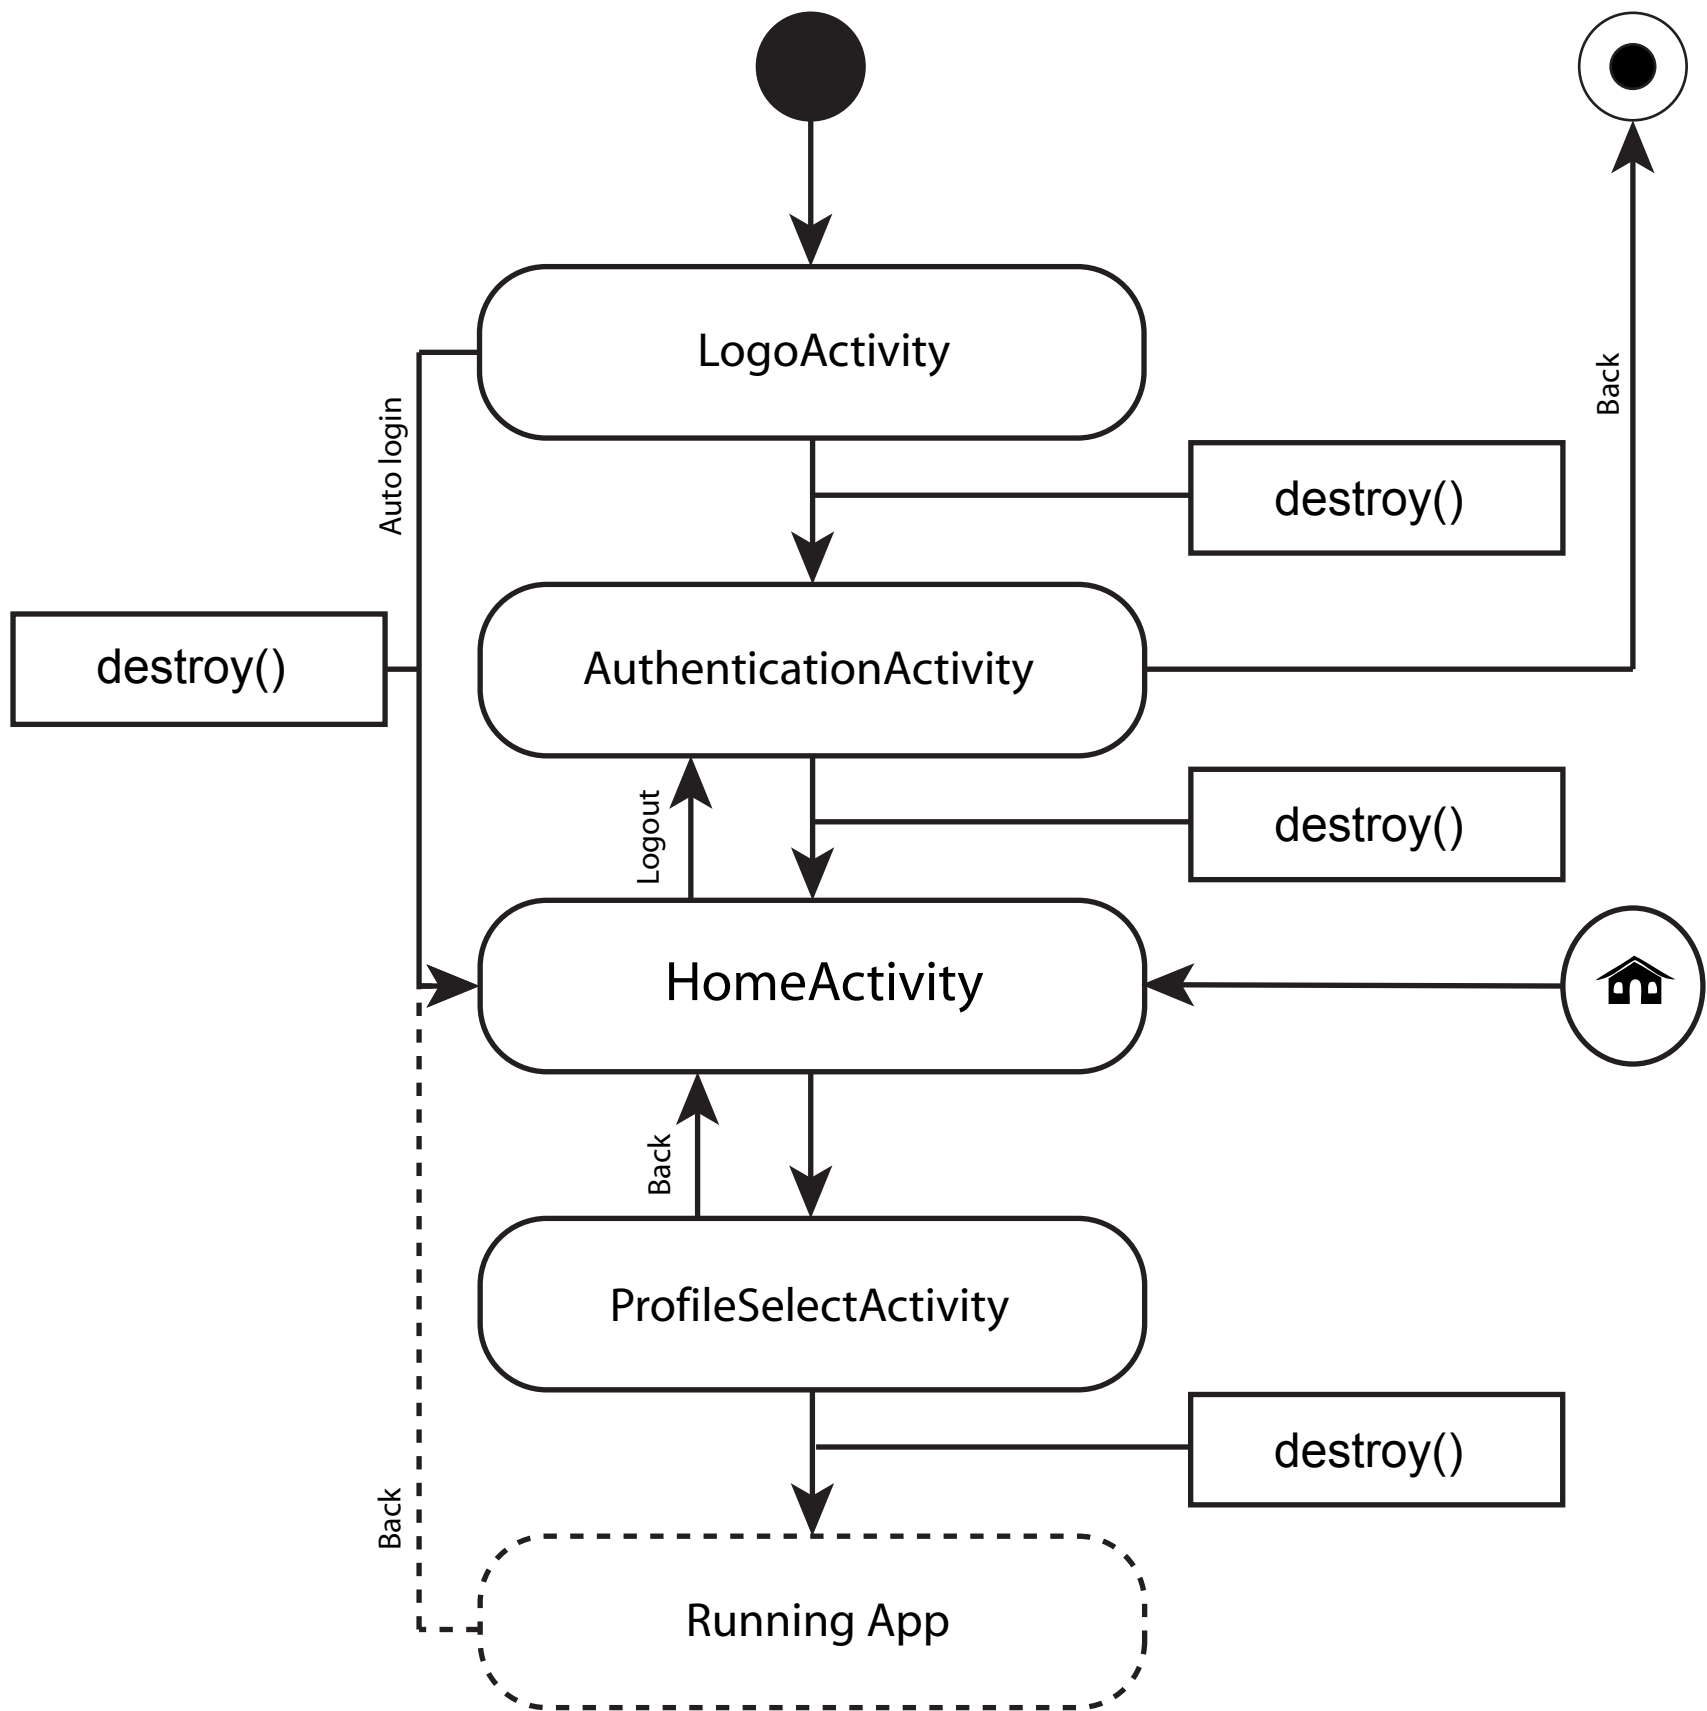 LogoActivity
Back
Auto login
destroy()
destroy()
AuthenticationActivity
Logout
destroy()
HomeActivity
Back
ProfileSelectActivity
destroy()
Back
Running App